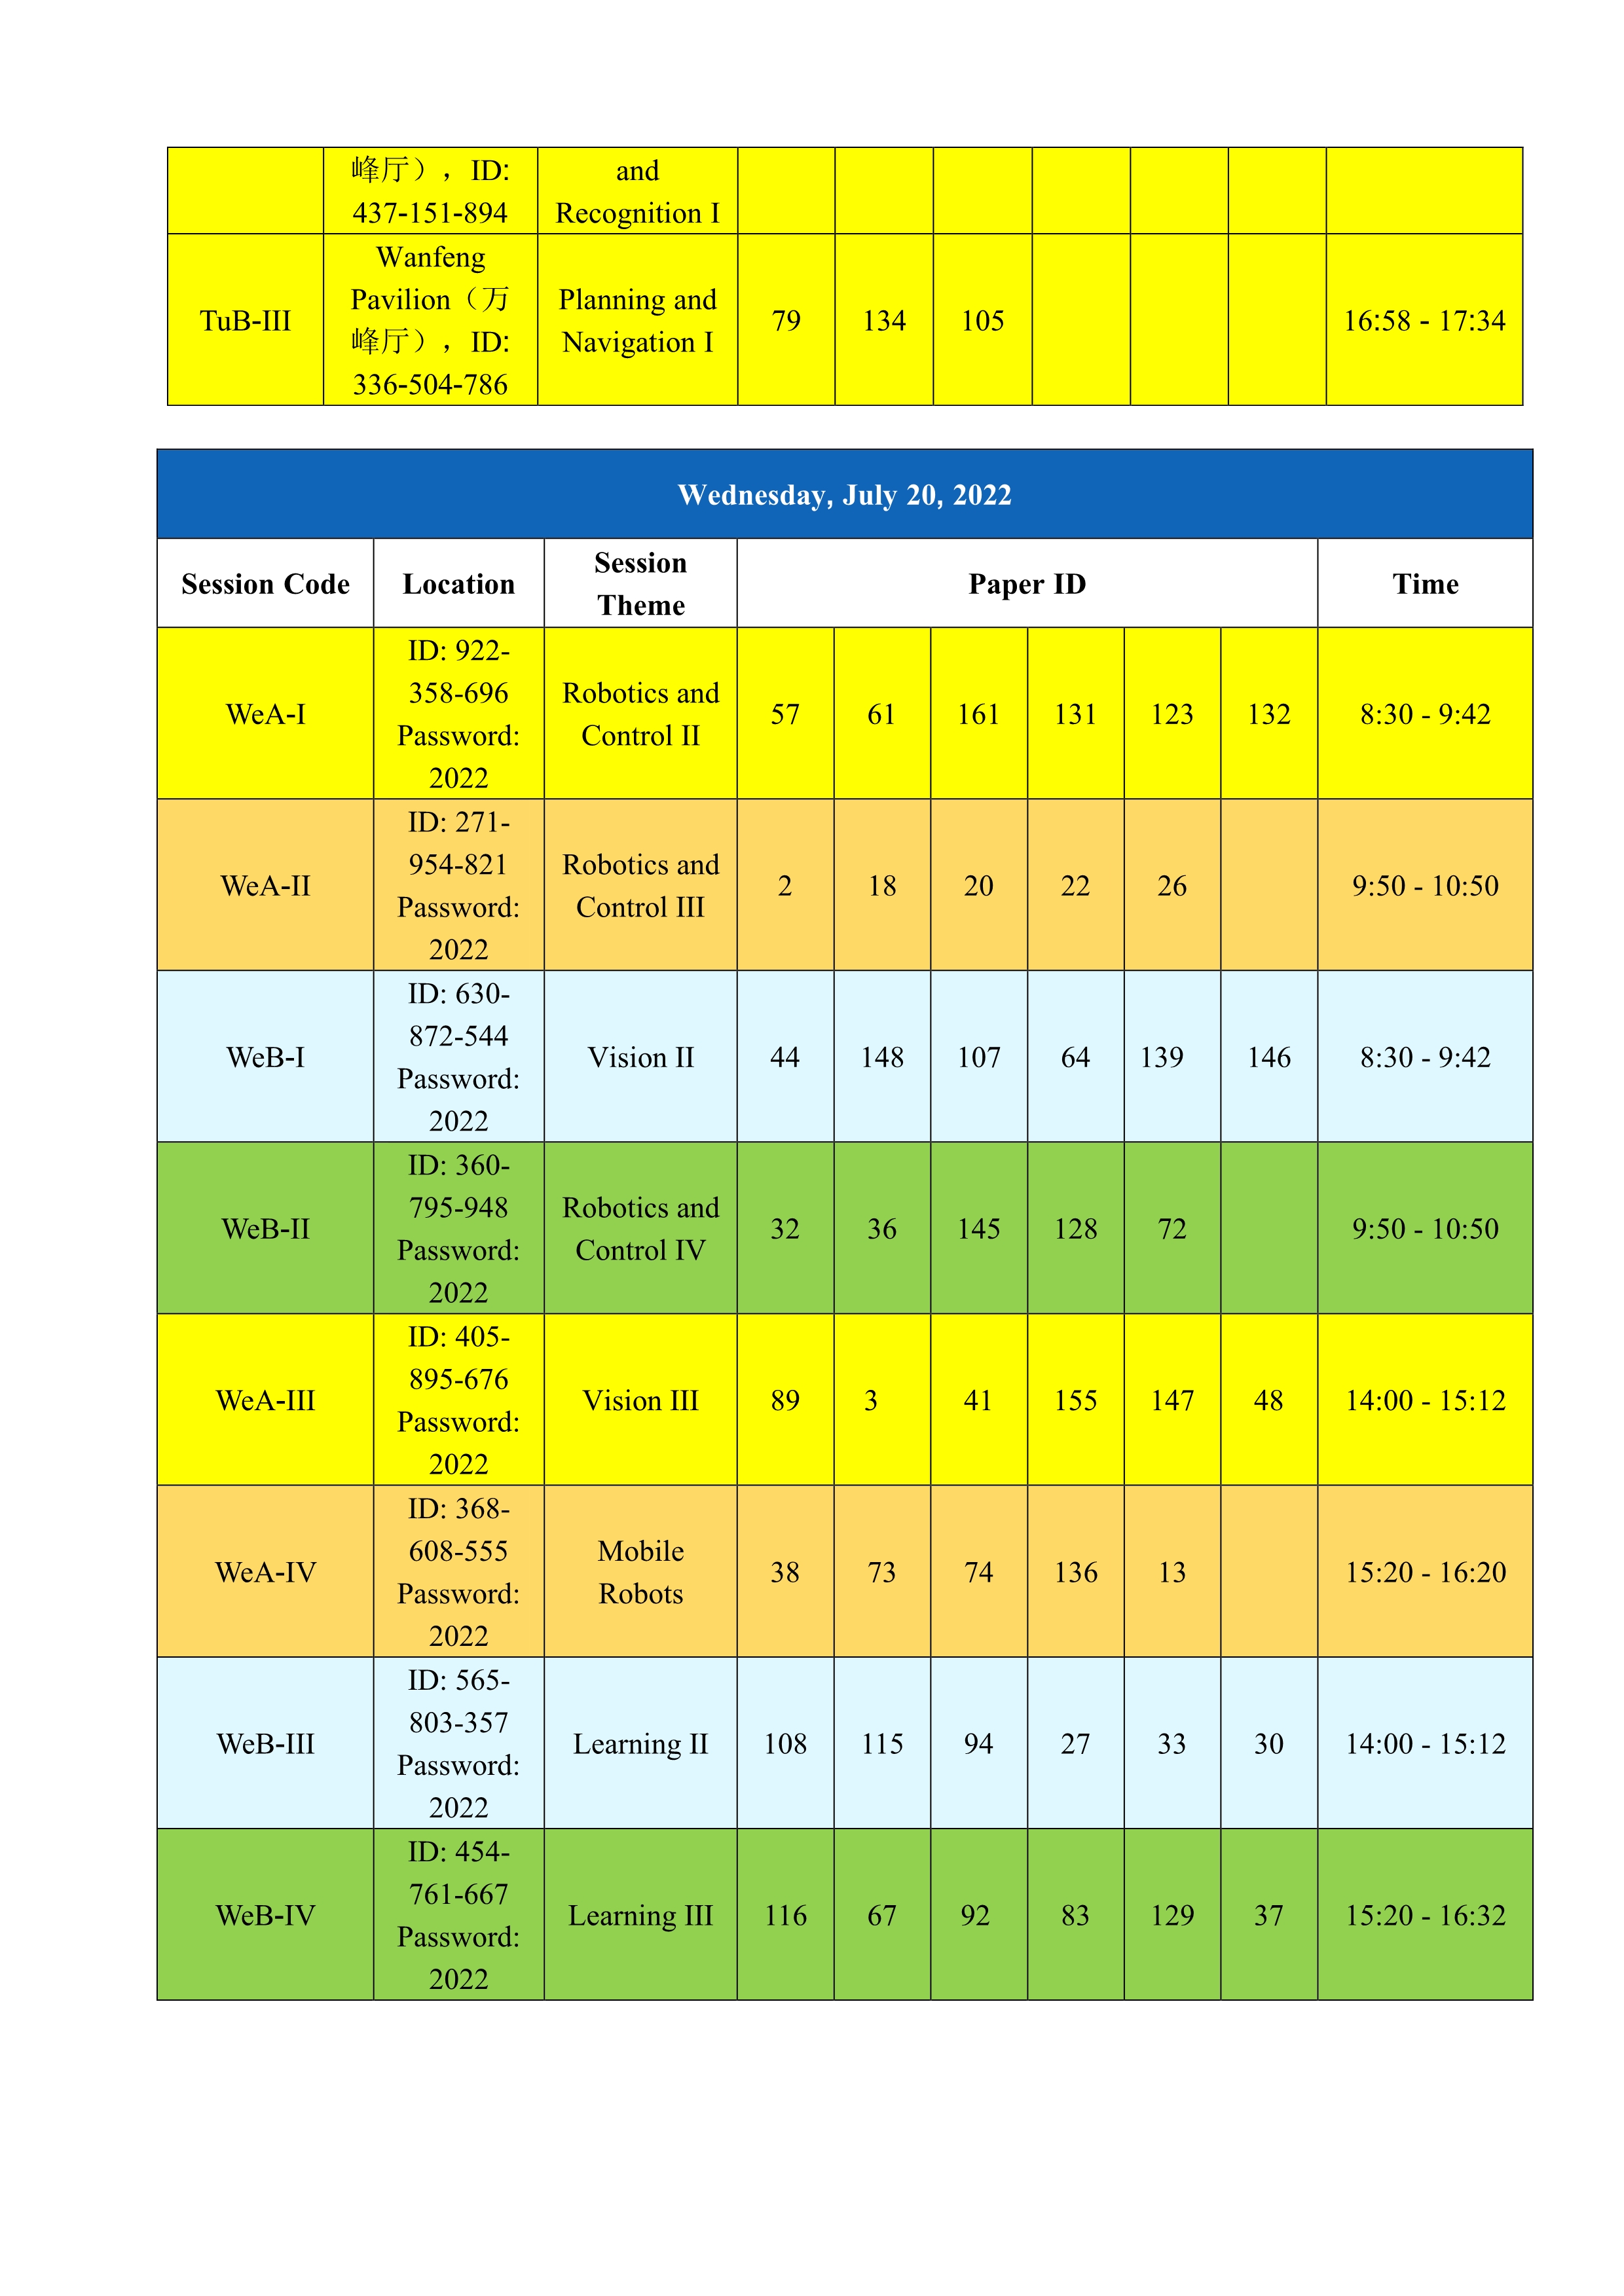 峰厅），ID:
437-151-894
and
Recognition I
TuB-III
Wanfeng
Pavilion（万
峰厅），ID:
336-504-786
Planning and
Navigation I
79 134 105
16:58 - 17:34
Wednesday, July 20, 2022
Session Code
Location
Session
Theme
Paper ID
Time
WeA-I
ID: 922-
358-696
Password:
2022
Robotics and
Control II
57 61 161 131 123 132
8:30 - 9:42
WeA-II
ID: 271-
954-821
Password:
2022
Robotics and
Control III
2 18 20 22 26
9:50 - 10:50
WeB-I
ID: 630-
872-544
Password:
2022
Vision II
44 148 107 64 139 146
8:30 - 9:42
WeB-II
ID: 360-
795-948
Password:
2022
Robotics and
Control IV
32 36 145 128 72
9:50 - 10:50
WeA-III
ID: 405-
895-676
Password:
2022
Vision III
89 3 41 155 147 48
14:00 - 15:12
WeA-IV
ID: 368-
608-555
Password:
2022
Mobile
Robots
38 73 74 136 13
15:20 - 16:20
WeB-III
ID: 565-
803-357
Password:
2022
Learning II
108 115 94 27 33 30
14:00 - 15:12
WeB-IV
ID: 454-
761-667
Password:
2022
Learning III
116 67 92 83 129 37
15:20 - 16:32